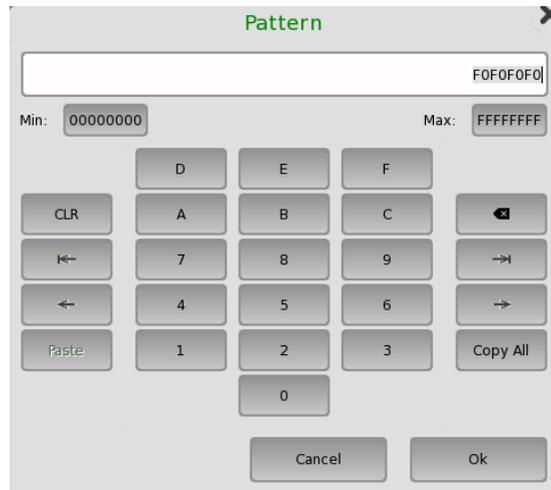 Pattern
F0F0F0F0
Min: 00000000 Max: FFFFFFFF
D E F
CLR A B C
7 8 9
4 5 6
Paste 1 2 3 Copy All
0
Cancel Ok